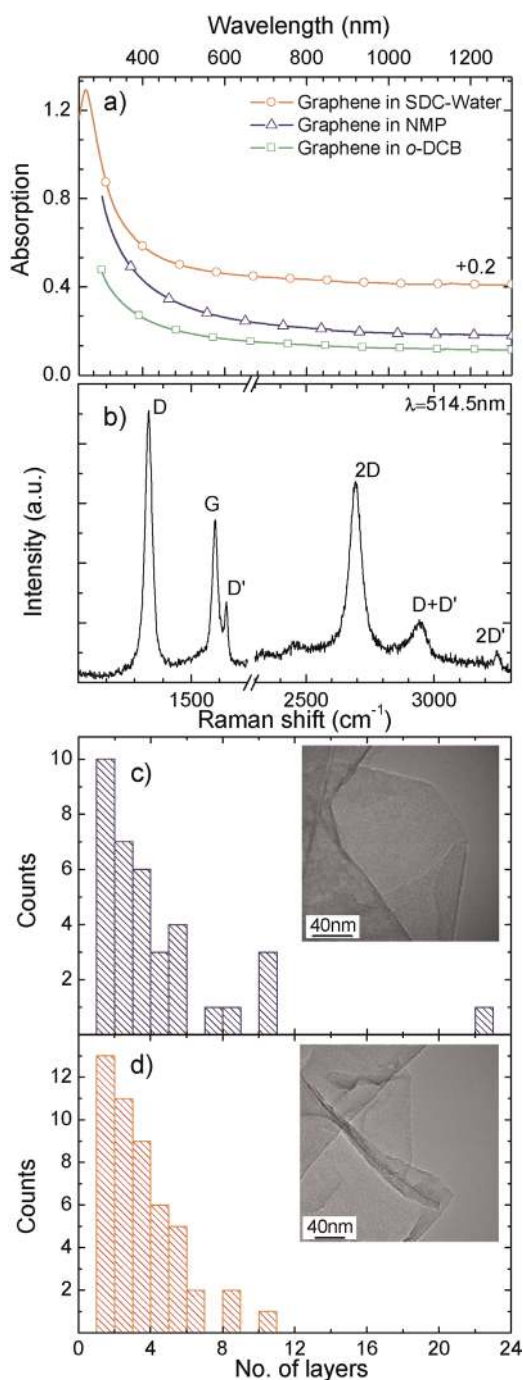 Wavelength (nm)
400 600 800 1000 1200
a)
Graphene in SDC-Water
Graphene in NMP
Graphene in o-DCB
1.2
0.8
0.4
0.0
Absorption
+0.2
b)
λ=514.5nm
D
G
D'
2D
D+D'
2D'
Intensity (a.u.)
1500 2500 3000
Raman shift (cm⁻¹)
c)
10
8
6
4
2
Counts
40nm
d)
12
10
8
6
4
2
Counts
40nm
0 4 8 12 16 20 24
No. of layers